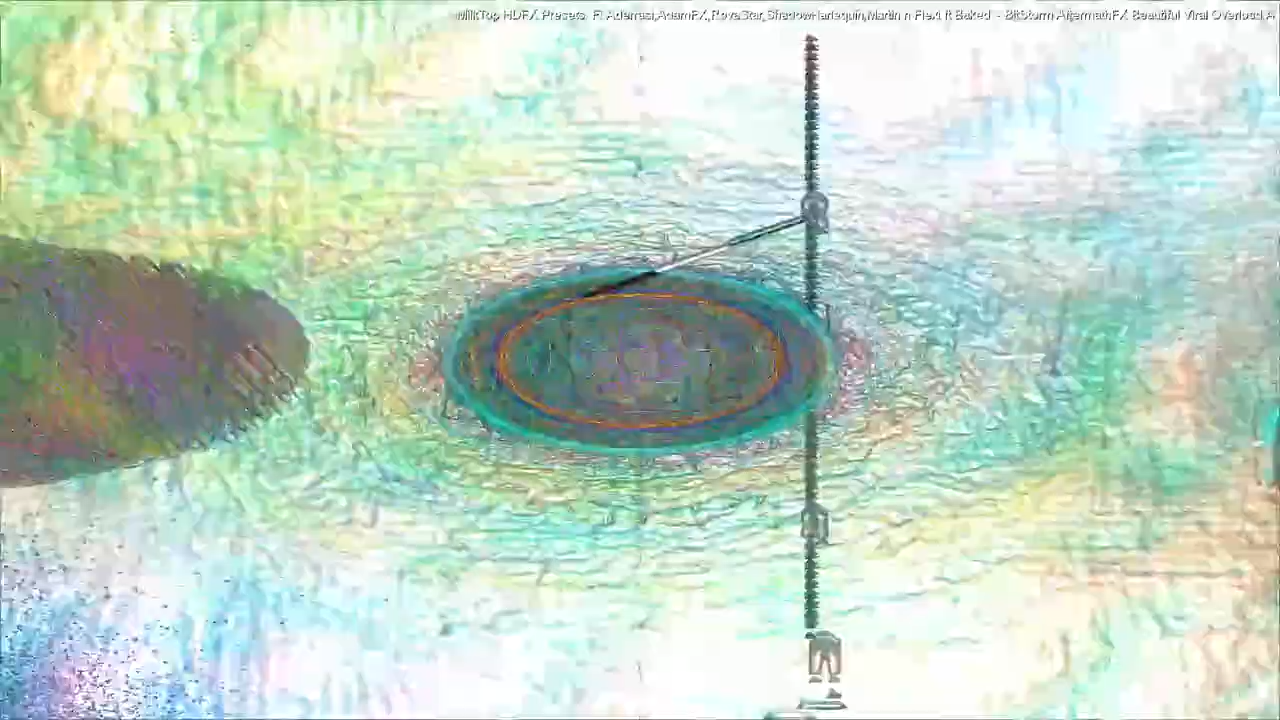 MilkTop HDFX Presets Ft Aderrasi,AdamFX,RovaStar,ShadowHarlequin,Martin n Flexi ft Baked - BitStorm AftermathFX Beautiful Viral Overload A